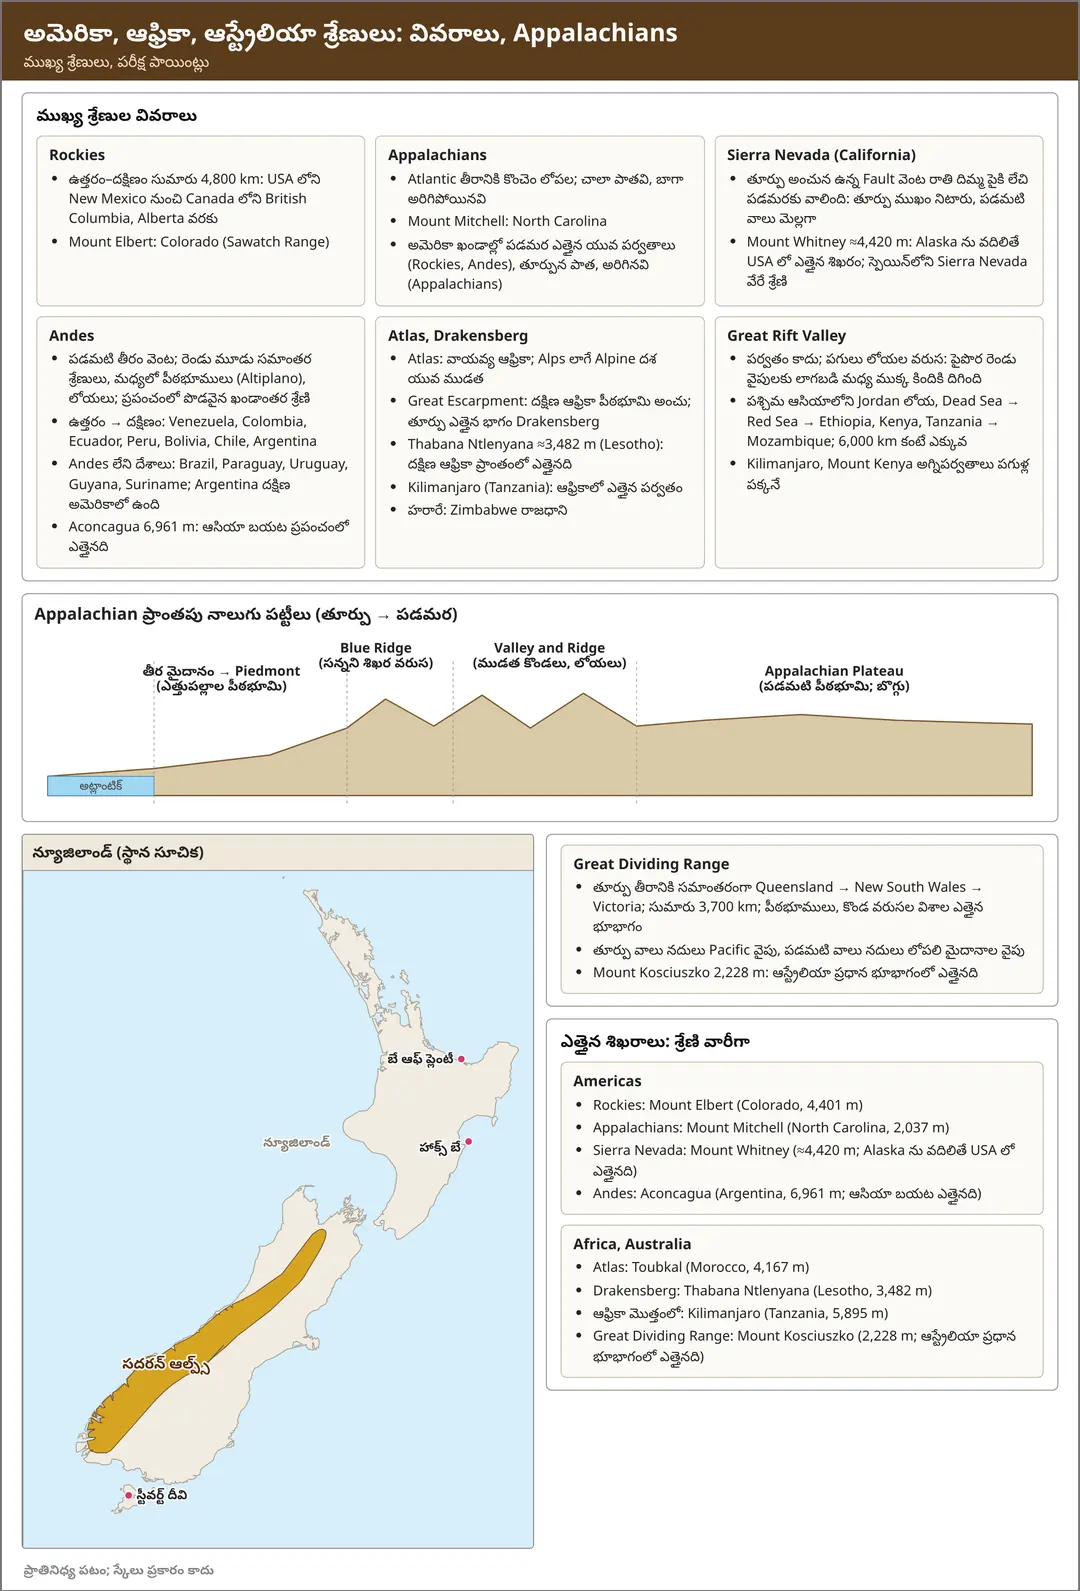 అమెరికా, ఆఫ్రికా, ఆస్ట్రేలియా శ్రేణులు: వివరాలు, Appalachians
ముఖ్య శ్రేణులు, పరీక్ష పాయింట్లు
ముఖ్య శ్రేణుల వివరాలు
Rockies
• ఉత్తరం–దక్షిణం సుమారు 4,800 km: USA లోని
New Mexico నుంచి Canada లోని British
Columbia, Alberta వరకు
• Mount Elbert: Colorado (Sawatch Range)
Appalachians
• Atlantic తీరానికి కొంచెం లోపల; చాలా పాతవి, బాగా
అరిగిపోయినవి
• Mount Mitchell: North Carolina
• అమెరికా ఖండాల్లో పడమర ఎత్తైన యువ పర్వతాలు
(Rockies, Andes), తూర్పున పాత, అరిగినవి
(Appalachians)
Sierra Nevada (California)
• తూర్పు అంచున ఉన్న Fault వెంట రాతి దిమ్మ పైకి లేచి
పడమరకు వాలింది: తూర్పు ముఖం నిటారు, పడమటి
వాలు మెల్లగా
• Mount Whitney ≈4,420 m: Alaska ను వదిలితే
USA లో ఎత్తైన శిఖరం; స్పెయిన్‌లోని Sierra Nevada
వేరే శ్రేణి
Andes
• పడమటి తీరం వెంట; రెండు మూడు సమాంతర
శ్రేణులు, మధ్యలో పీఠభూములు (Altiplano),
లోయలు; ప్రపంచంలో పొడవైన ఖండాంతర శ్రేణి
• ఉత్తరం → దక్షిణం: Venezuela, Colombia,
Ecuador, Peru, Bolivia, Chile, Argentina
• Andes లేని దేశాలు: Brazil, Paraguay, Uruguay,
Guyana, Suriname; Argentina దక్షిణ
అమెరికాలో ఉంది
• Aconcagua 6,961 m: ఆసియా బయట ప్రపంచంలో
ఎత్తైనది
Atlas, Drakensberg
• Atlas: వాయవ్య ఆఫ్రికా; Alps లాగే Alpine దశ
యువ ముడత
• Great Escarpment: దక్షిణ ఆఫ్రికా పీఠభూమి అంచు;
తూర్పు ఎత్తైన భాగం Drakensberg
• Thabana Ntlenyana ≈3,482 m (Lesotho):
దక్షిణ ఆఫ్రికా ప్రాంతంలో ఎత్తైనది
• Kilimanjaro (Tanzania): ఆఫ్రికాలో ఎత్తైన పర్వతం
• హరారే: Zimbabwe రాజధాని
Great Rift Valley
• పర్వతం కాదు; పగులు లోయల వరుస: పైపొర రెండు
వైపులకు లాగబడి మధ్య ముక్క కిందికి దిగింది
• పశ్చిమ ఆసియాలోని Jordan లోయ, Dead Sea →
Red Sea → Ethiopia, Kenya, Tanzania →
Mozambique; 6,000 km కంటే ఎక్కువ
• Kilimanjaro, Mount Kenya అగ్నిపర్వతాలు పగుళ్ల
పక్కనే
Appalachian ప్రాంతపు నాలుగు పట్టీలు (తూర్పు → పడమర)
తీర మైదానం → Piedmont
(ఎత్తుపల్లాల పీఠభూమి)
Blue Ridge
(సన్నని శిఖర వరుస)
Valley and Ridge
(ముడత కొండలు, లోయలు)
Appalachian Plateau
(పడమటి పీఠభూమి; బొగ్గు)
అట్లాంటిక్
న్యూజిలాండ్ (స్థాన సూచిక)
బే ఆఫ్ ప్లెంటీ
న్యూజిలాండ్
హాక్స్ బే
సదరన్ ఆల్ప్స్
స్టీవర్ట్ దీవి
Great Dividing Range
• తూర్పు తీరానికి సమాంతరంగా Queensland → New South Wales →
Victoria; సుమారు 3,700 km; పీఠభూములు, కొండ వరుసల విశాల ఎత్తైన
భూభాగం
• తూర్పు వాలు నదులు Pacific వైపు, పడమటి వాలు నదులు లోపలి మైదానాల వైపు
• Mount Kosciuszko 2,228 m: ఆస్ట్రేలియా ప్రధాన భూభాగంలో ఎత్తైనది
ఎత్తైన శిఖరాలు: శ్రేణి వారీగా
Americas
• Rockies: Mount Elbert (Colorado, 4,401 m)
• Appalachians: Mount Mitchell (North Carolina, 2,037 m)
• Sierra Nevada: Mount Whitney (≈4,420 m; Alaska ను వదిలితే USA లో
ఎత్తైనది)
• Andes: Aconcagua (Argentina, 6,961 m; ఆసియా బయట ఎత్తైనది)
Africa, Australia
• Atlas: Toubkal (Morocco, 4,167 m)
• Drakensberg: Thabana Ntlenyana (Lesotho, 3,482 m)
• ఆఫ్రికా మొత్తంలో: Kilimanjaro (Tanzania, 5,895 m)
• Great Dividing Range: Mount Kosciuszko (2,228 m; ఆస్ట్రేలియా ప్రధాన
భూభాగంలో ఎత్తైనది)
ప్రాతినిధ్య పటం; స్కేలు ప్రకారం కాదు